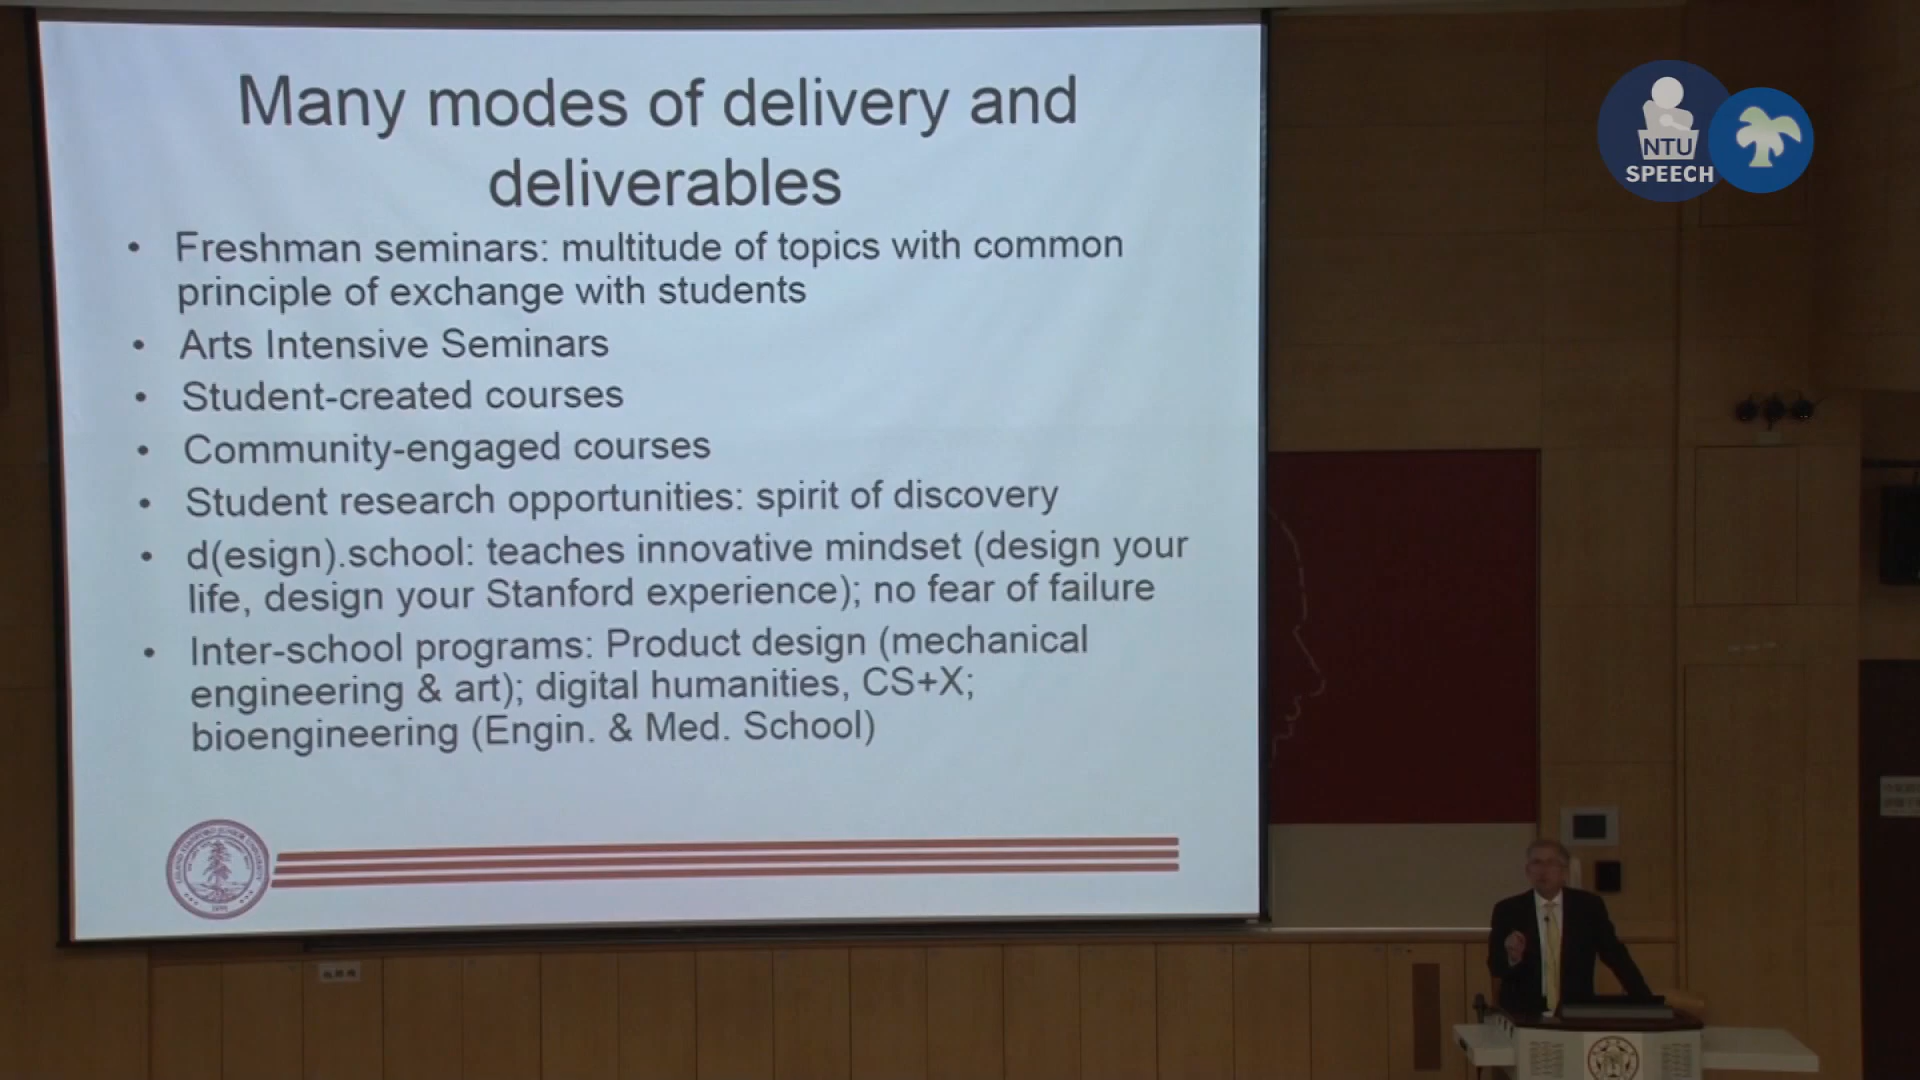 Many modes of delivery and
deliverables
• Freshman seminars: multitude of topics with common
principle of exchange with students
• Arts Intensive Seminars
• Student-created courses
• Community-engaged courses
• Student research opportunities: spirit of discovery
• d(esign).school: teaches innovative mindset (design your
life, design your Stanford experience); no fear of failure
• Inter-school programs: Product design (mechanical
engineering & art); digital humanities, CS+X;
bioengineering (Engin. & Med. School)
NTU
SPEECH